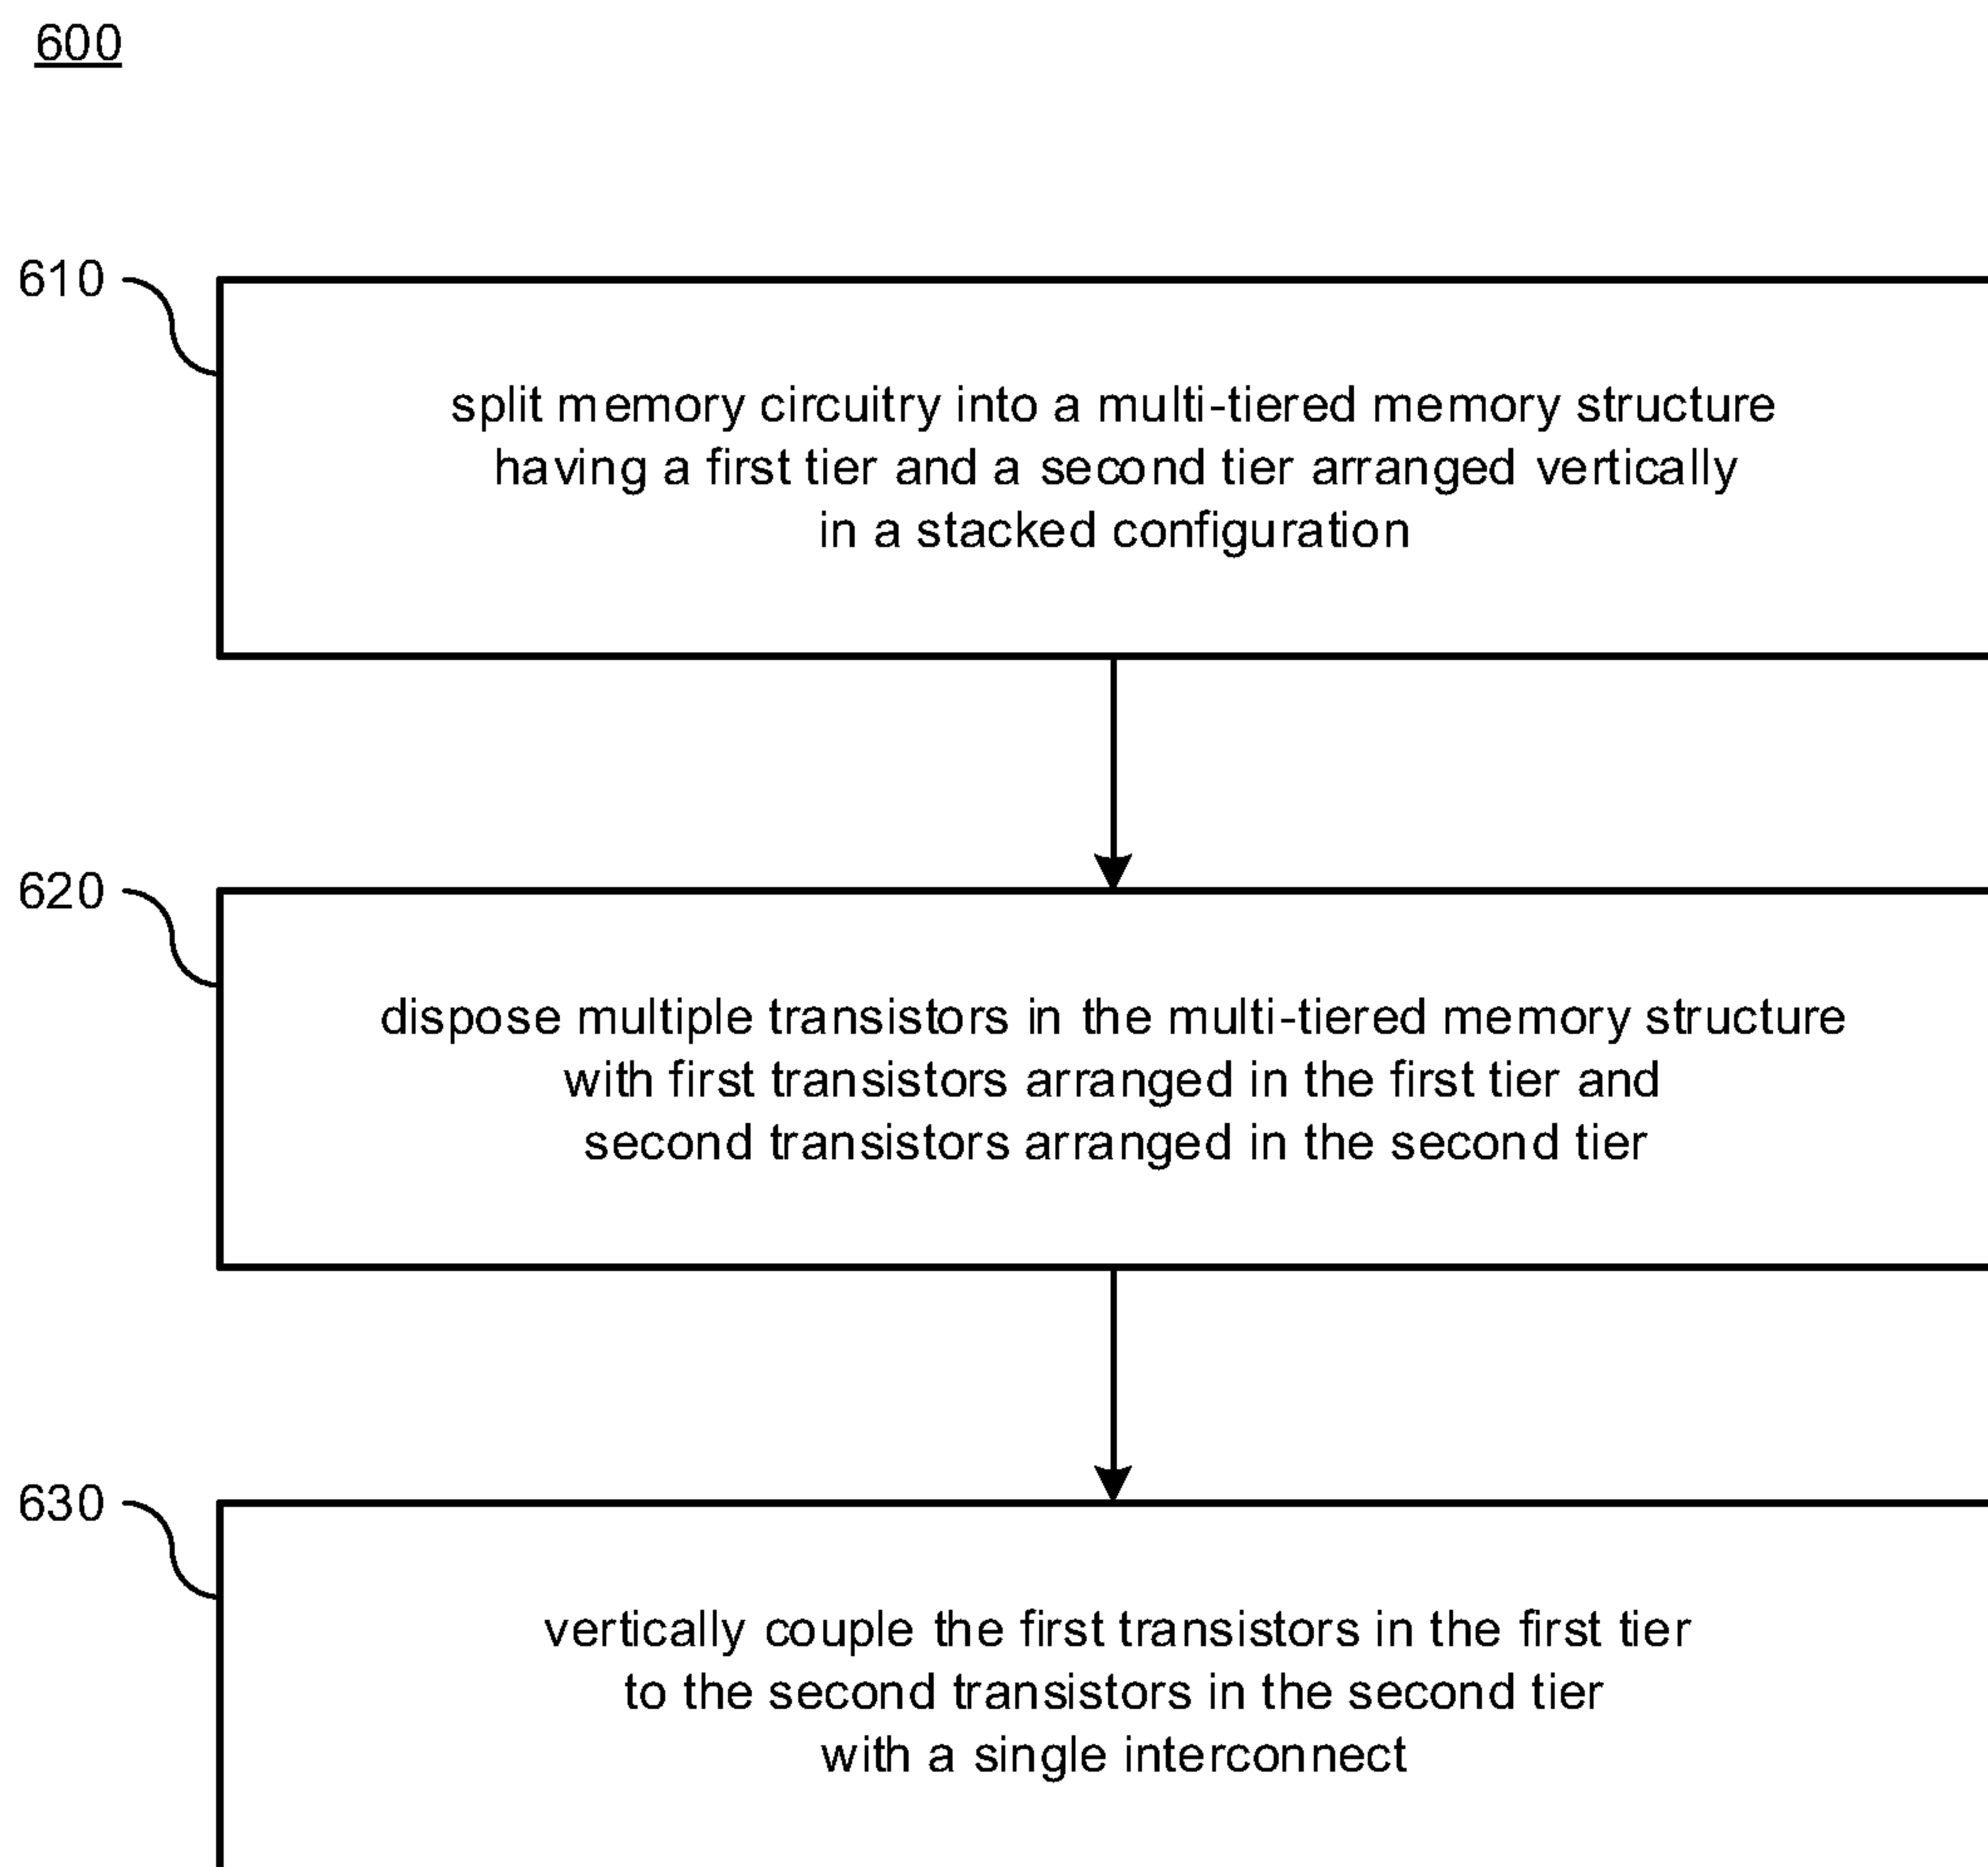 600
610
split memory circuitry into a multi-tiered memory structure
having a first tier and a second tier arranged vertically
in a stacked configuration
620
dispose multiple transistors in the multi-tiered memory structure
with first transistors arranged in the first tier and
second transistors arranged in the second tier
630
vertically couple the first transistors in the first tier
to the second transistors in the second tier
with a single interconnect